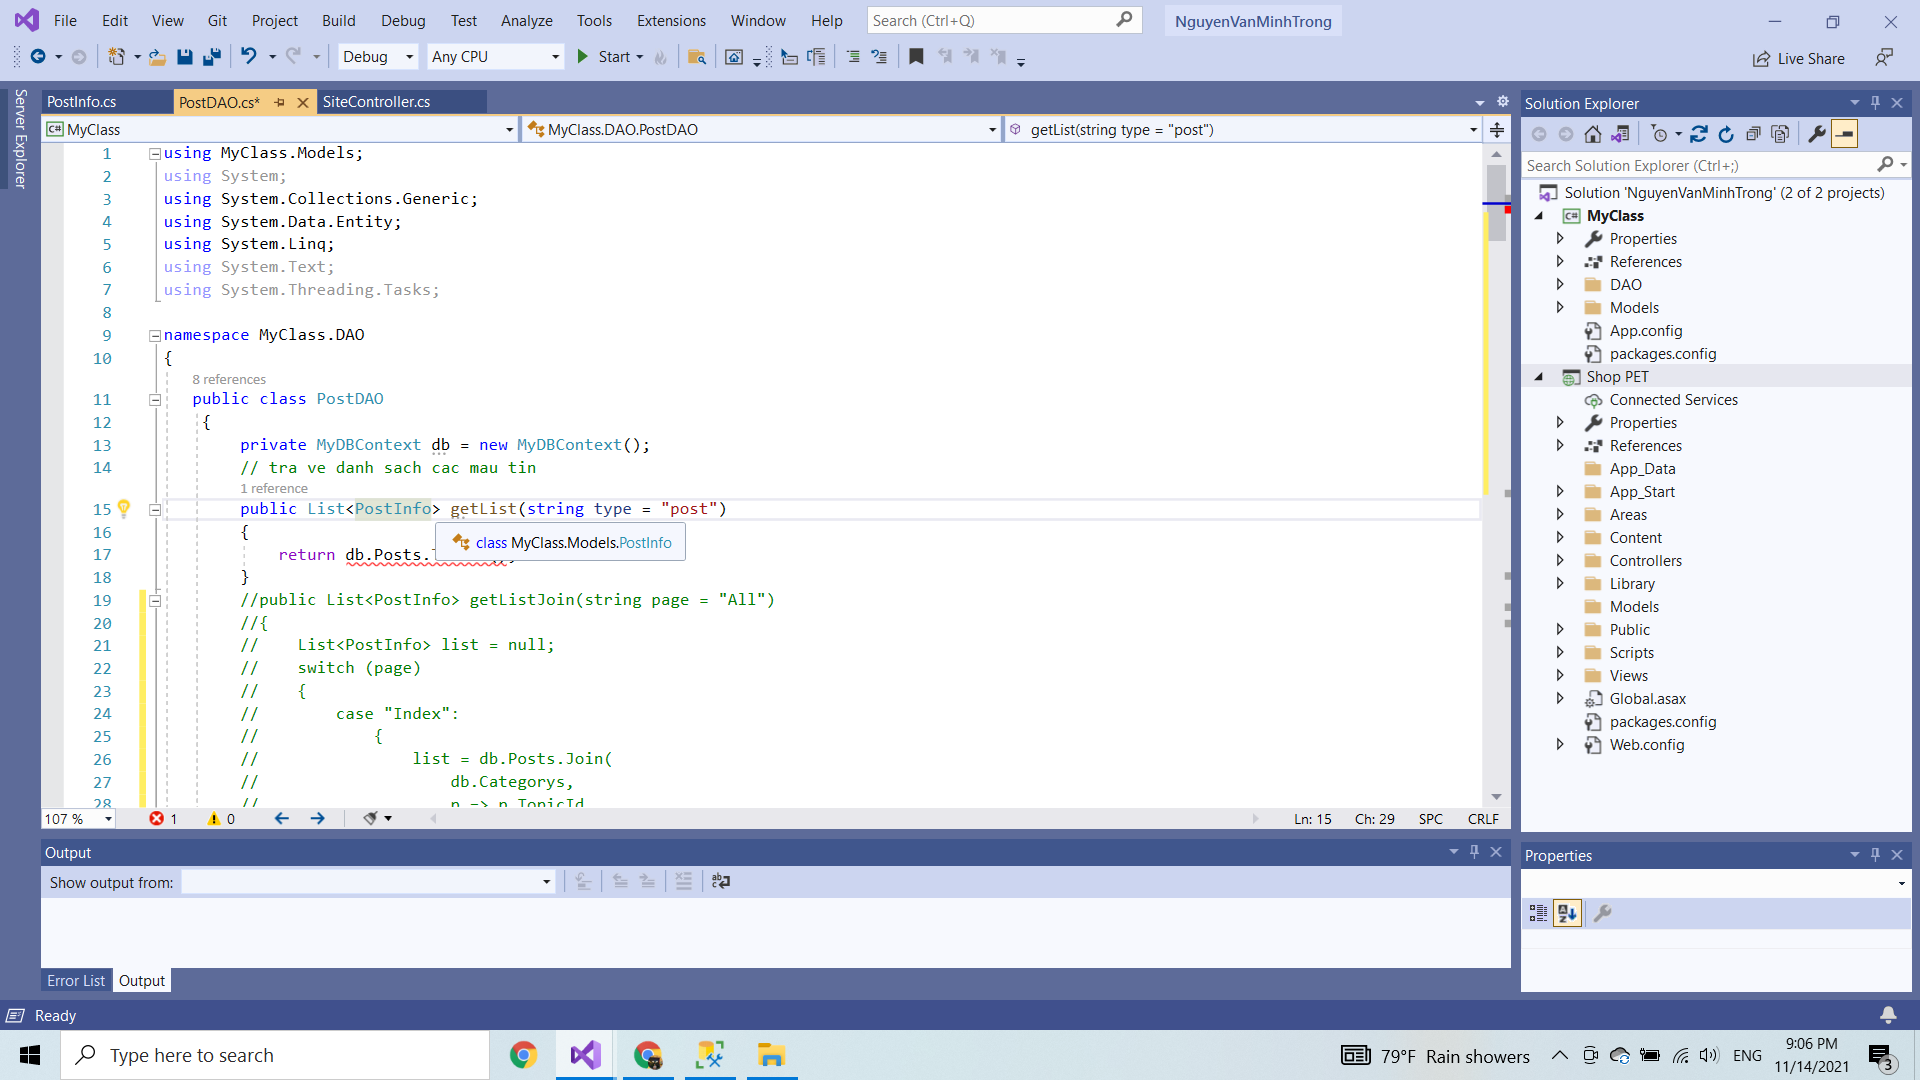 File Edit View Git Project Build Debug Test Analyze Tools Extensions Window Help Search (Ctrl+Q) NguyenVanMinhTrong
Debug Any CPU Start Live Share
Server Explorer
PostInfo.cs PostDAO.cs* SiteController.cs
MyClass MyClass.DAO.PostDAO getList(string type = "post")
1 using MyClass.Models;
2 using System;
3 using System.Collections.Generic;
4 using System.Data.Entity;
5 using System.Linq;
6 using System.Text;
7 using System.Threading.Tasks;
8
9 namespace MyClass.DAO
10 {
8 references
11 public class PostDAO
12 {
13 private MyDBContext db = new MyDBContext();
14 // tra ve danh sach cac mau tin
1 reference
15 public List<PostInfo> getList(string type = "post")
16 {
class MyClass.Models.PostInfo
17 return db.Posts.
18 }
19 //public List<PostInfo> getListJoin(string page = "All")
20 //{
21 // List<PostInfo> list = null;
22 // switch (page)
23 // {
24 // case "Index":
25 // {
26 // list = db.Posts.Join(
27 // db.Categorys,
28 // p => p.TopicId
107 % 1 0 Ln: 15 Ch: 29 SPC CRLF
Output
Show output from:
Error List Output
Solution Explorer
Search Solution Explorer (Ctrl+;)
Solution 'NguyenVanMinhTrong' (2 of 2 projects)
MyClass
Properties
References
DAO
Models
App.config
packages.config
Shop PET
Connected Services
Properties
References
App_Data
App_Start
Areas
Content
Controllers
Library
Models
Public
Scripts
Views
Global.asax
packages.config
Web.config
Properties
Ready
Type here to search
79°F Rain showers ENG
9:06 PM
11/14/2021
3